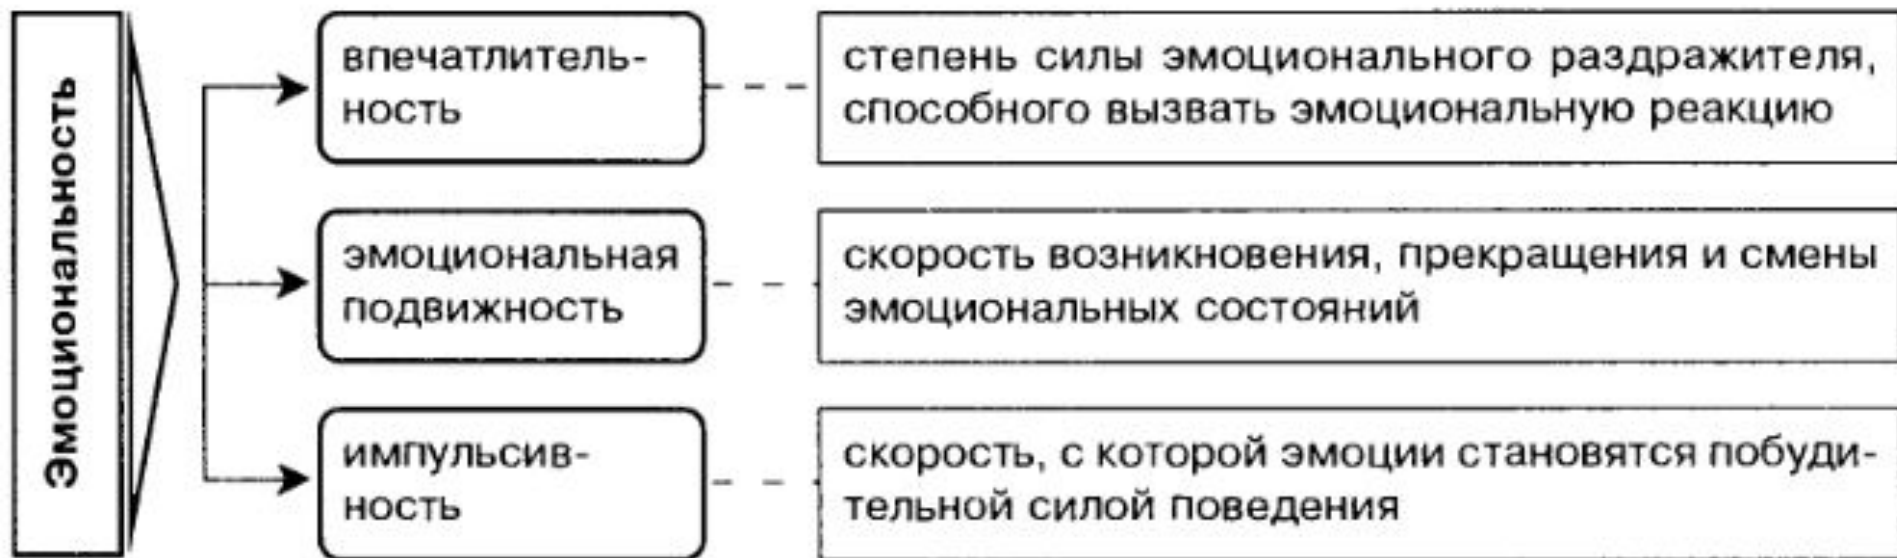 Эмоциональность
впечатлитель-
ность
степень силы эмоционального раздражителя,
способного вызвать эмоциональную реакцию
эмоциональная
подвижность
скорость возникновения, прекращения и смены
эмоциональных состояний
импульсив-
ность
скорость, с которой эмоции становятся побуди-
тельной силой поведения